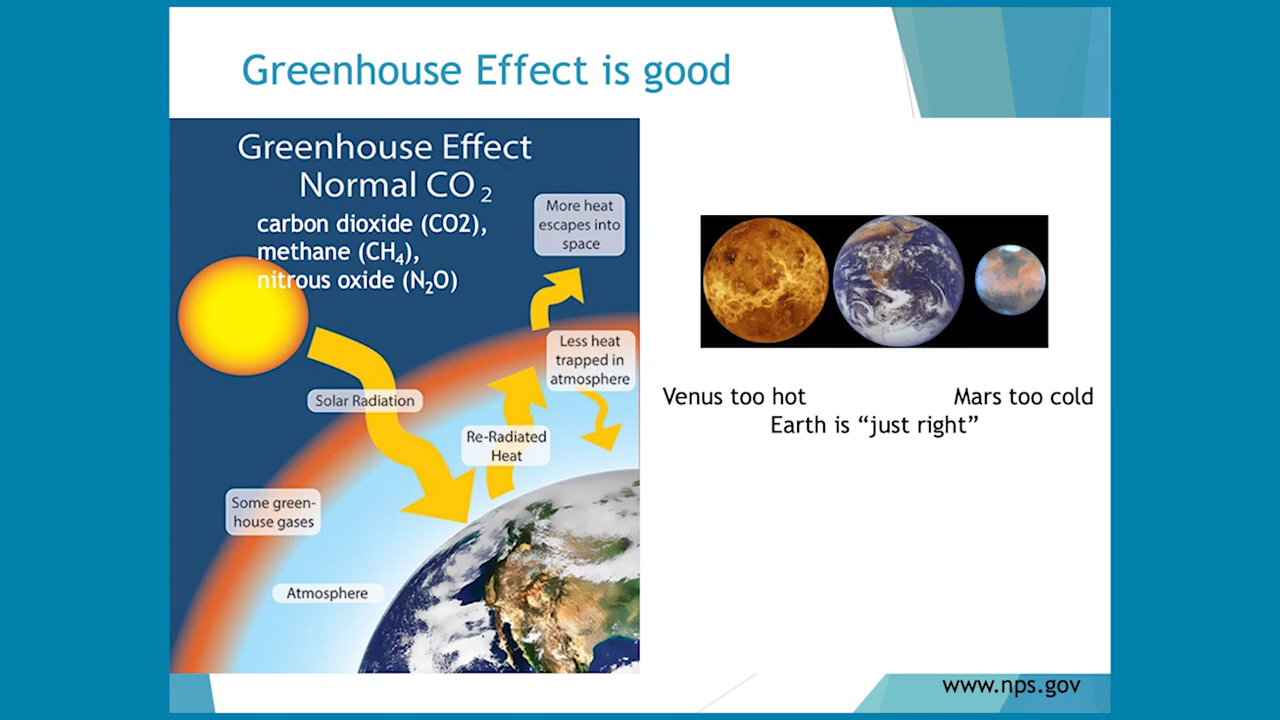 Greenhouse Effect is good
Greenhouse Effect
Normal CO₂
carbon dioxide (CO2),
methane (CH₄),
nitrous oxide (N₂O)
More heat
escapes into
space
Less heat
trapped in
atmosphere
Solar Radiation
Re-Radiated
Heat
Some green-
house gases
Atmosphere
Venus too hot
Mars too cold
Earth is “just right”
www.nps.gov